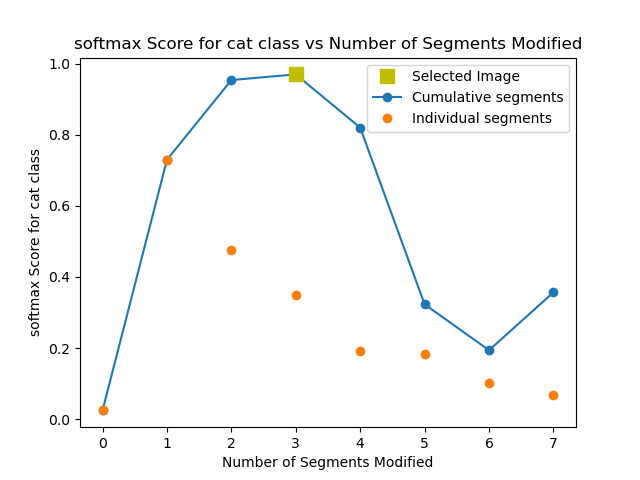 softmax Score for cat class vs Number of Segments Modified
Selected Image
Cumulative segments
Individual segments
softmax Score for cat class
1.0
0.8
0.6
0.4
0.2
0.0
0 1 2 3 4 5 6 7
Number of Segments Modified